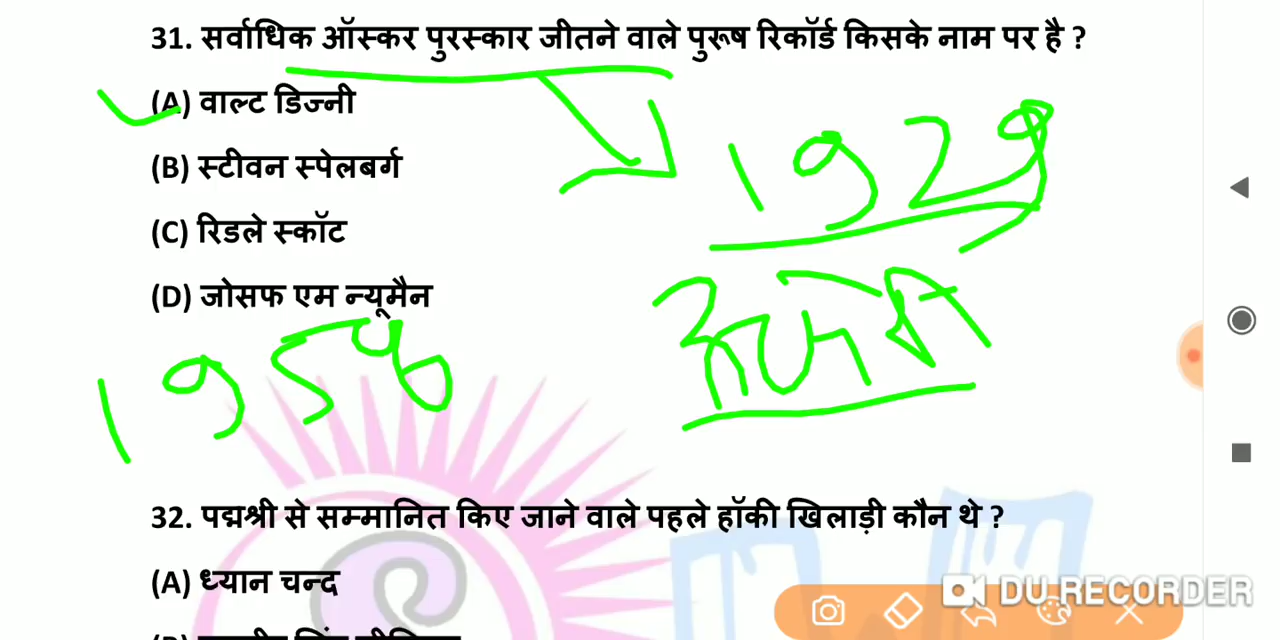 31. सर्वाधिक ऑस्कर पुरस्कार जीतने वाले पुरूष रिकॉर्ड किसके नाम पर है ?
(A) वाल्ट डिज्नी
(B) स्टीवन स्पेलबर्ग
(C) रिडले स्कॉट
(D) जोसफ एम न्यूमैन
1929
32. पद्मश्री से सम्मानित किए जाने वाले पहले हॉकी खिलाड़ी कौन थे ?
(A) ध्यान चन्द
DU RECORDER